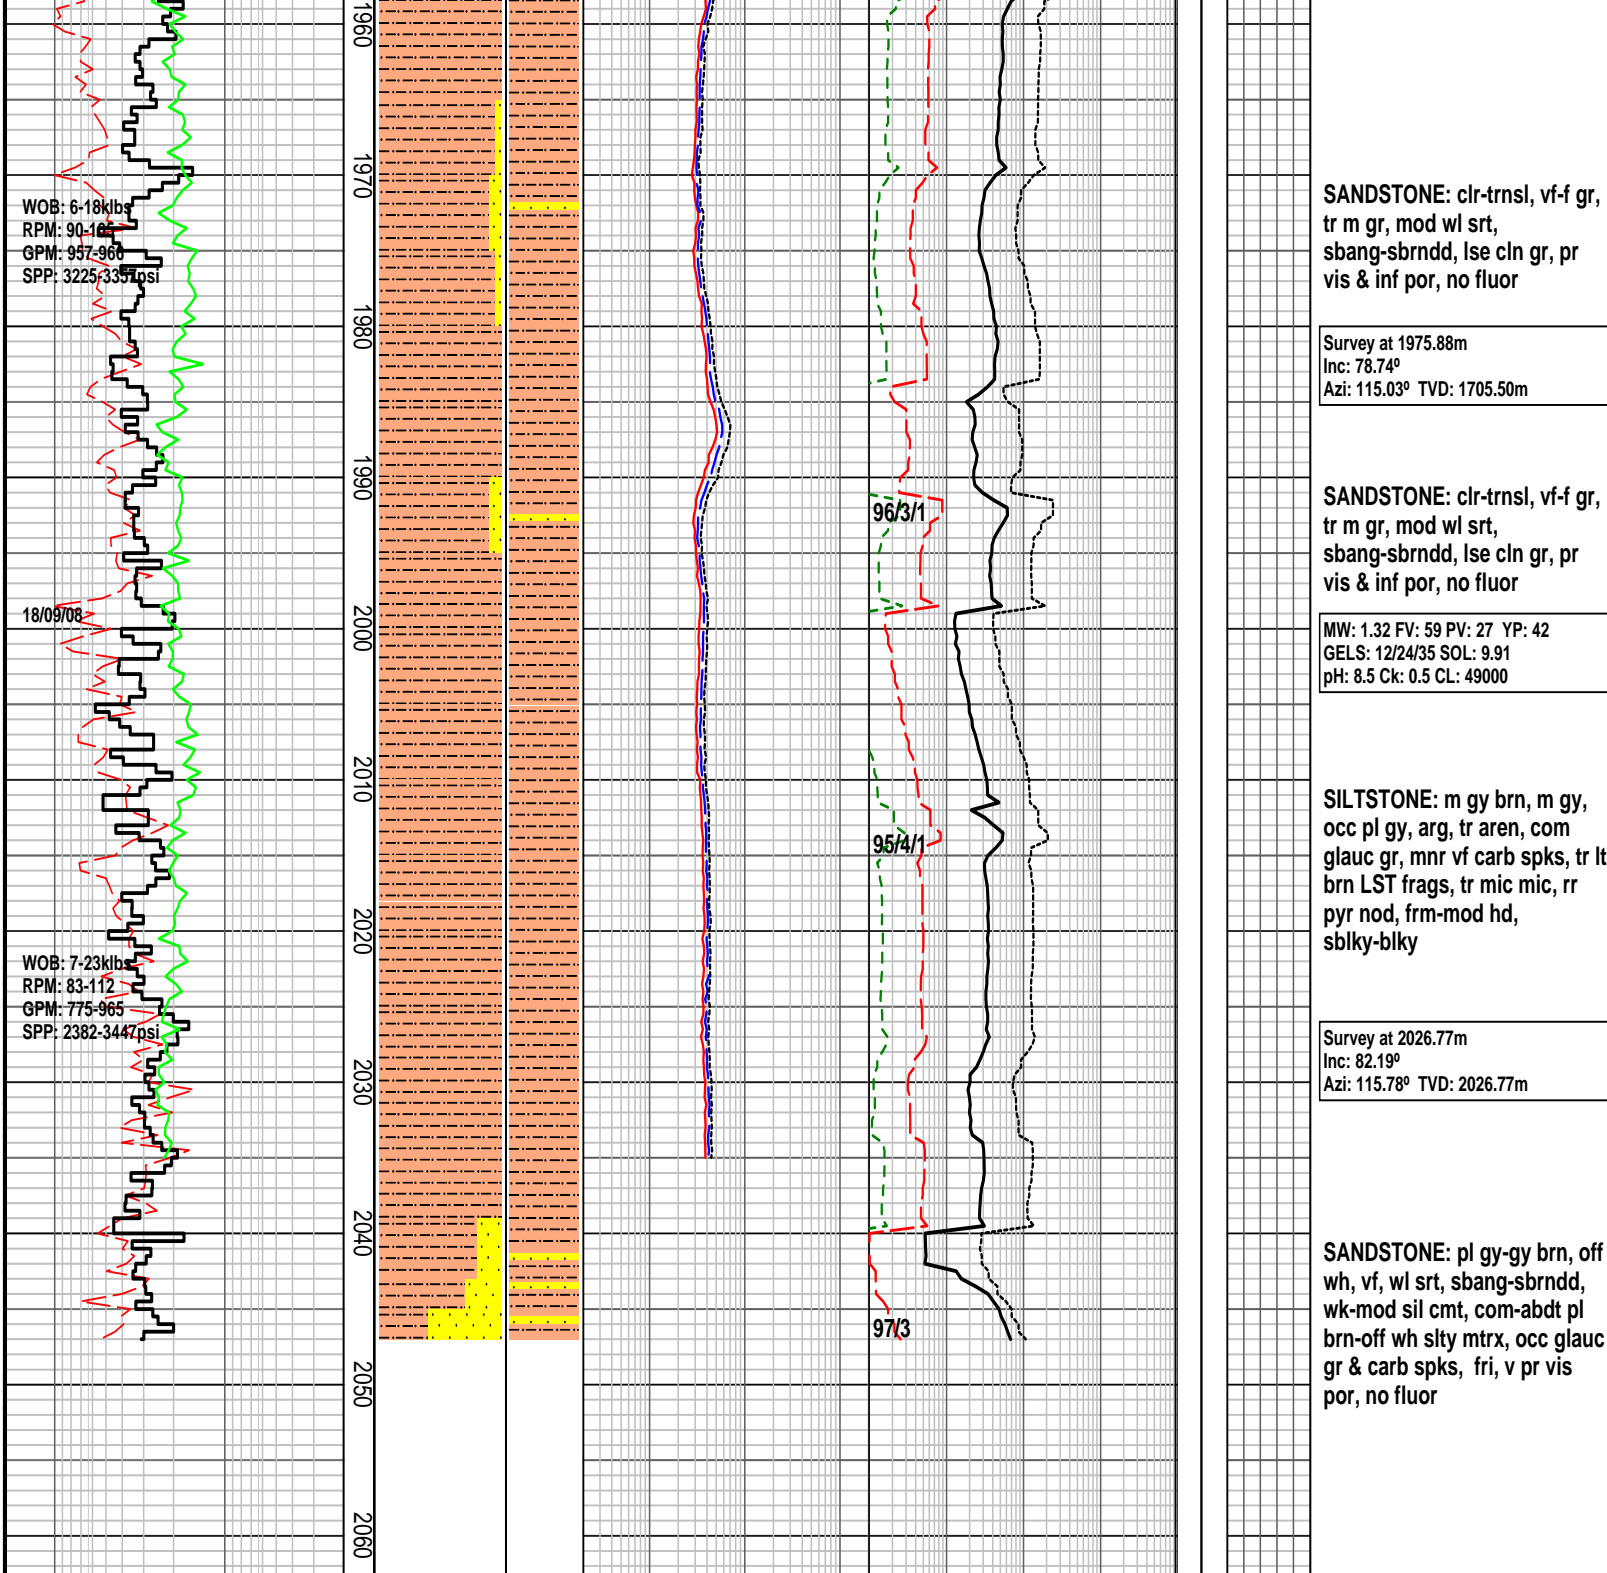 WOB: 6-18klbs
RPM: 90-105
GPM: 957-966
SPP: 3225-3357psi
18/09/08
WOB: 7-23klbs
RPM: 83-112
GPM: 775-965
SPP: 2382-3447psi
1960
1970
1980
1990
2000
2010
2020
2030
2040
2050
2060
96/3/1
95/4/1
97/3
SANDSTONE: clr-trnsl, vf-f gr,
tr m gr, mod wl srt,
sbang-sbrndd, lse cln gr, pr
vis & inf por, no fluor
Survey at 1975.88m
Inc: 78.74º
Azi: 115.03º TVD: 1705.50m
SANDSTONE: clr-trnsl, vf-f gr,
tr m gr, mod wl srt,
sbang-sbrndd, lse cln gr, pr
vis & inf por, no fluor
MW: 1.32 FV: 59 PV: 27 YP: 42
GELS: 12/24/35 SOL: 9.91
pH: 8.5 Ck: 0.5 CL: 49000
SILTSTONE: m gy brn, m gy,
occ pl gy, arg, tr aren, com
glauc gr, mnr vf carb spks, tr lt
brn LST frags, tr mic mic, rr
pyr nod, frm-mod hd,
sblky-blky
Survey at 2026.77m
Inc: 82.19º
Azi: 115.78º TVD: 2026.77m
SANDSTONE: pl gy-gy brn, off
wh, vf, wl srt, sbang-sbrndd,
wk-mod sil cmt, com-abdt pl
brn-off wh slty mtrx, occ glauc
gr & carb spks, fri, v pr vis
por, no fluor